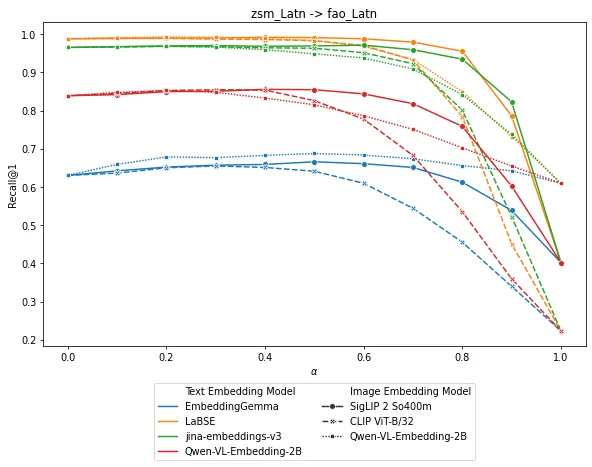 zsm_Latn -> fao_Latn
Recall@1
1.0
0.9
0.8
0.7
0.6
0.5
0.4
0.3
0.2
0.0 0.2 0.4 0.6 0.8 1.0
α
Text Embedding Model
EmbeddingGemma
LaBSE
jina-embeddings-v3
Qwen-VL-Embedding-2B
Image Embedding Model
SigLIP 2 So400m
CLIP ViT-B/32
Qwen-VL-Embedding-2B